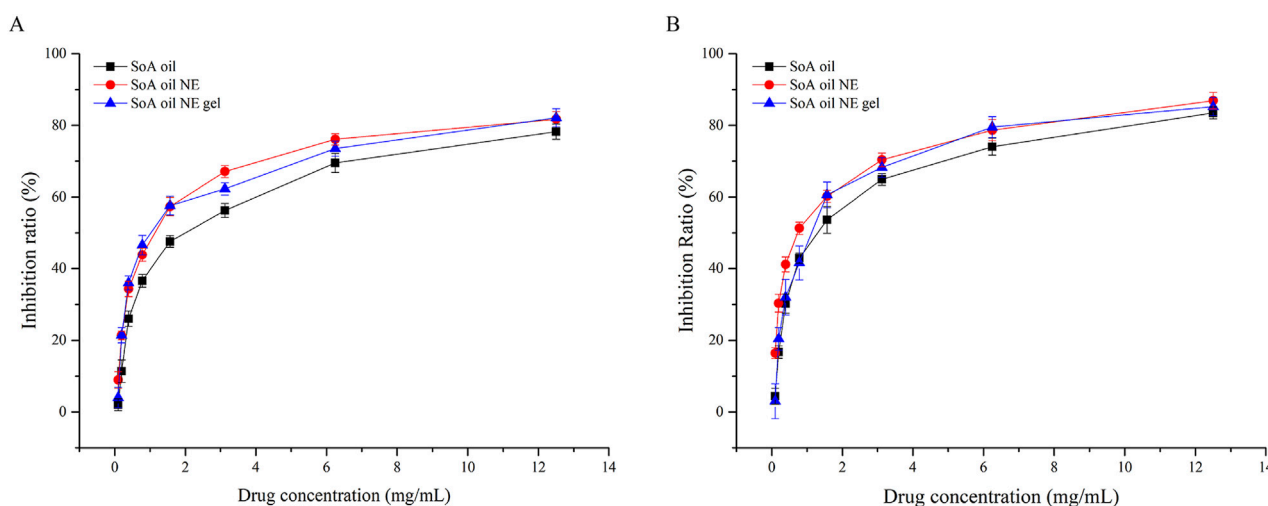 A
100
80
60
40
20
0
Inhibition ratio (%)
SoA oil
SoA oil NE
SoA oil NE gel
0 2 4 6 8 10 12 14
Drug concentration (mg/mL)
B
100
80
60
40
20
0
Inhibition Ratio (%)
SoA oil
SoA oil NE
SoA oil NE gel
0 2 4 6 8 10 12 14
Drug concentration (mg/mL)